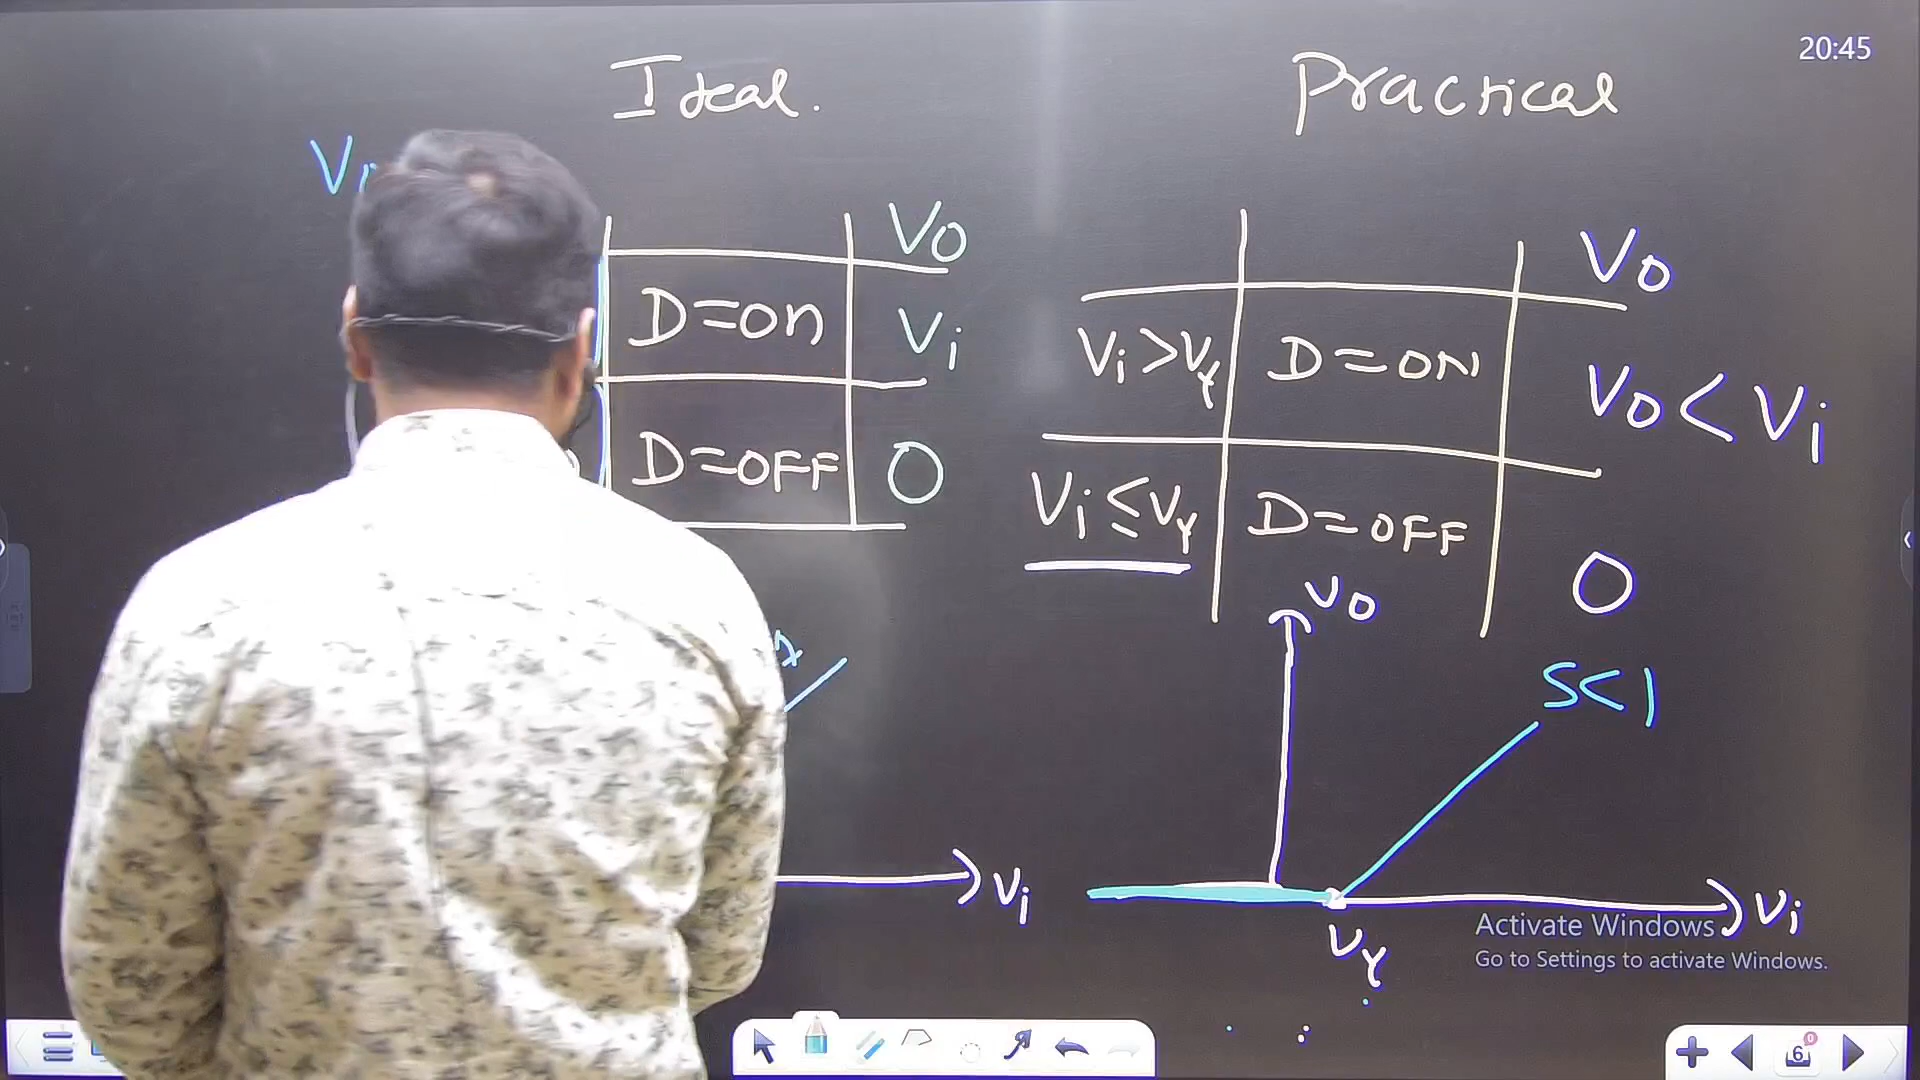 20:45
Ideal.
Practical
Vo
D=ON
Vi
D=OFF
0
Vi
Vo
Vi>Vγ
D=ON
Vo<Vi
Vi≤Vγ
D=OFF
0
Vo
S<1
Vi
Vγ
Activate Windows
Go to Settings to activate Windows.
6